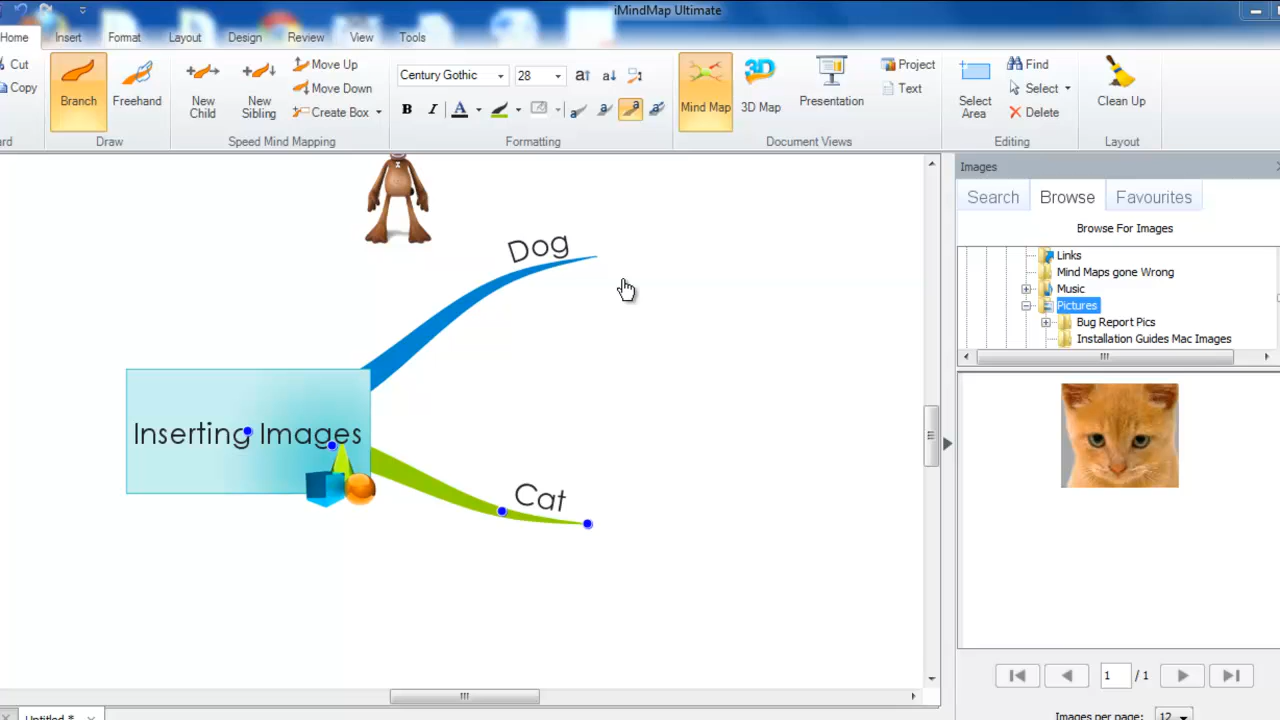 iMindMap Ultimate
Home Insert Format Layout Design Review View Tools
Cut
Copy
Branch
Freehand
Draw
New Child
New Sibling
Move Up
Move Down
Create Box
Speed Mind Mapping
Century Gothic 28
B I A
Formatting
Mind Map
3D
3D Map
Presentation
Project
Text
Document Views
Select Area
Find
Select
Delete
Editing
Clean Up
Layout
Images
Search Browse Favourites
Browse For Images
Links
Mind Maps gone Wrong
Music
Pictures
Bug Report Pics
Installation Guides Mac Images
Dog
Inserting Images
Cat
1 / 1
Untitled *
Images per page: 12